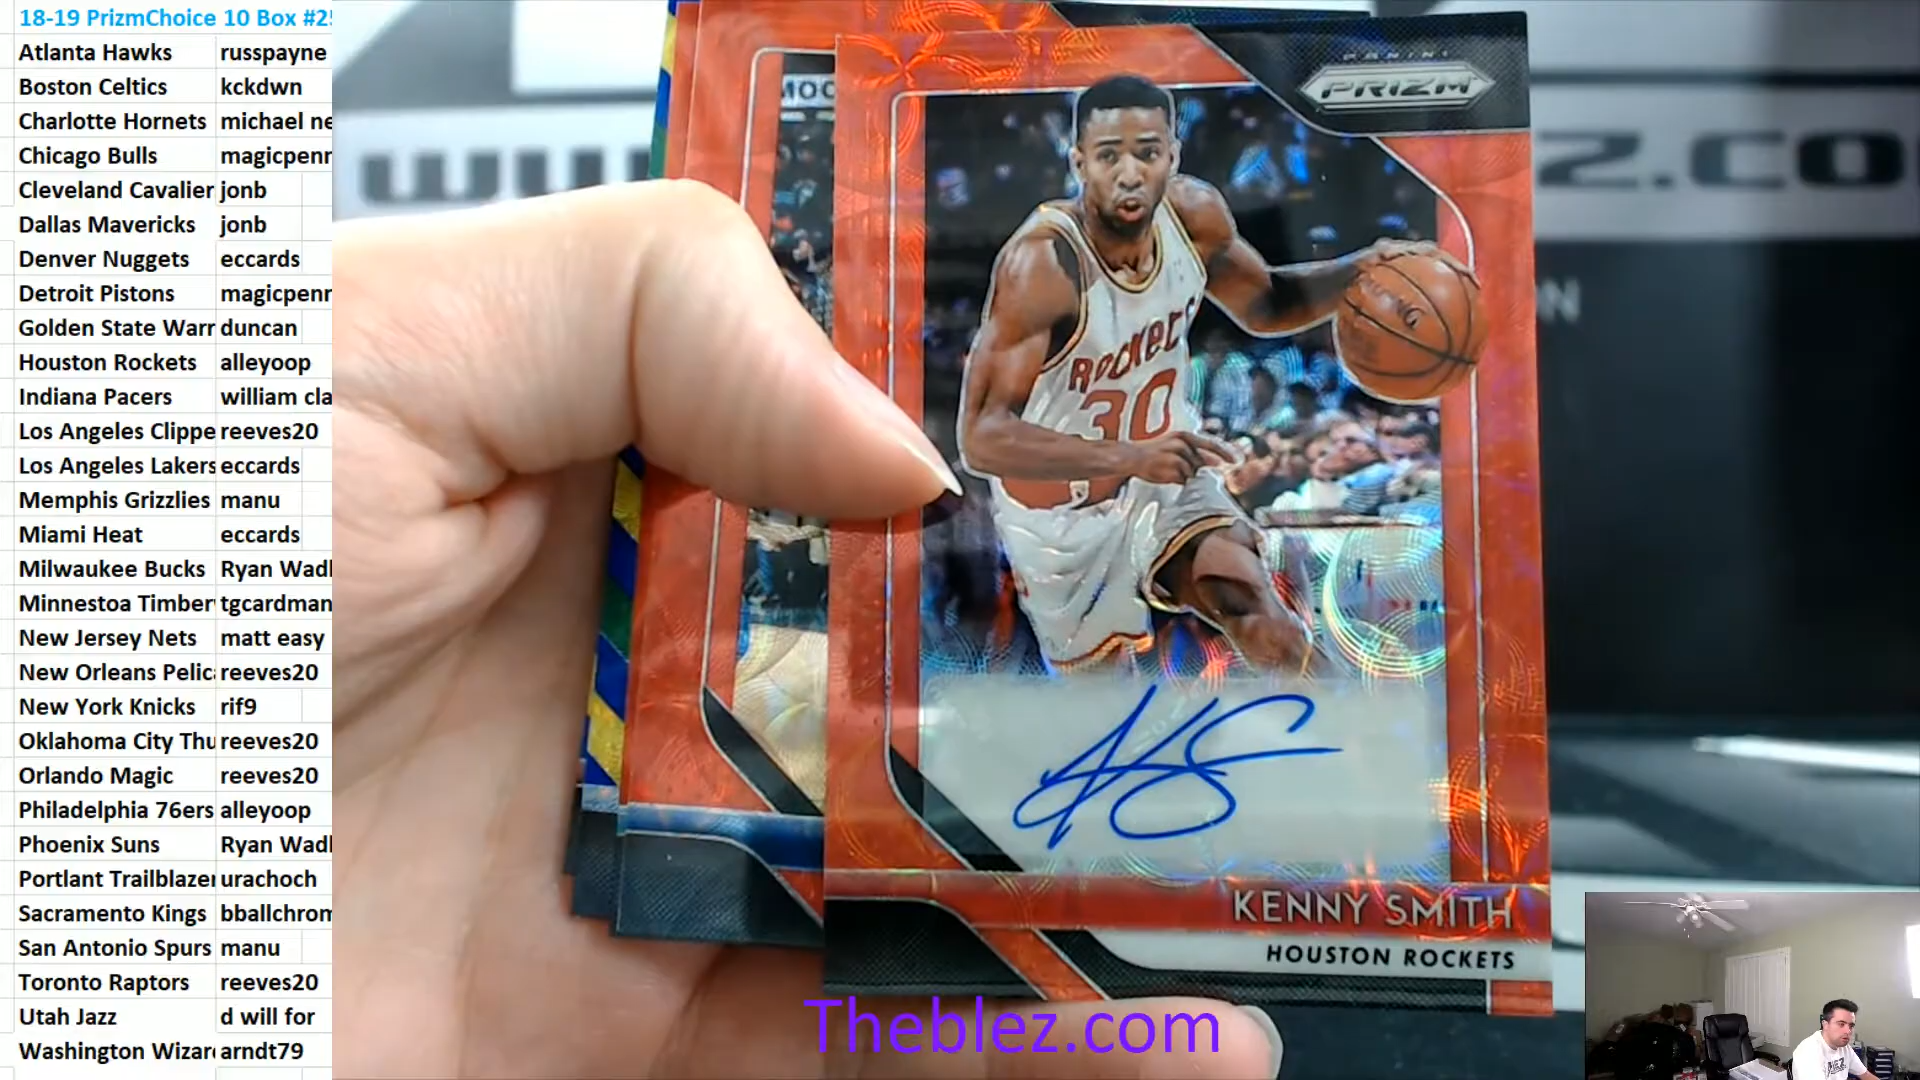 18-19 PrizmChoice 10 Box #25
Atlanta Hawks russpayne
Boston Celtics kckdwn
Charlotte Hornets michael ne
Chicago Bulls magicpenn
Cleveland Cavalier jonb
Dallas Mavericks jonb
Denver Nuggets eccards
Detroit Pistons magicpenn
Golden State Warr duncan
Houston Rockets alleyoop
Indiana Pacers william cla
Los Angeles Clippe reeves20
Los Angeles Lakers eccards
Memphis Grizzlies manu
Miami Heat eccards
Milwaukee Bucks Ryan Wadl
Minnestoa Timber tgcardman
New Jersey Nets matt easy
New Orleans Pelic reeves20
New York Knicks rif9
Oklahoma City Thu reeves20
Orlando Magic reeves20
Philadelphia 76ers alleyoop
Phoenix Suns Ryan Wadl
Portlant Trailblazer urachoch
Sacramento Kings bballchrom
San Antonio Spurs manu
Toronto Raptors reeves20
Utah Jazz d will for
Washington Wizar arndt79
PANINI
PRIZM
MOO
Z.CO
Rockets
30
KENNY SMITH
HOUSTON ROCKETS
Theblez.com